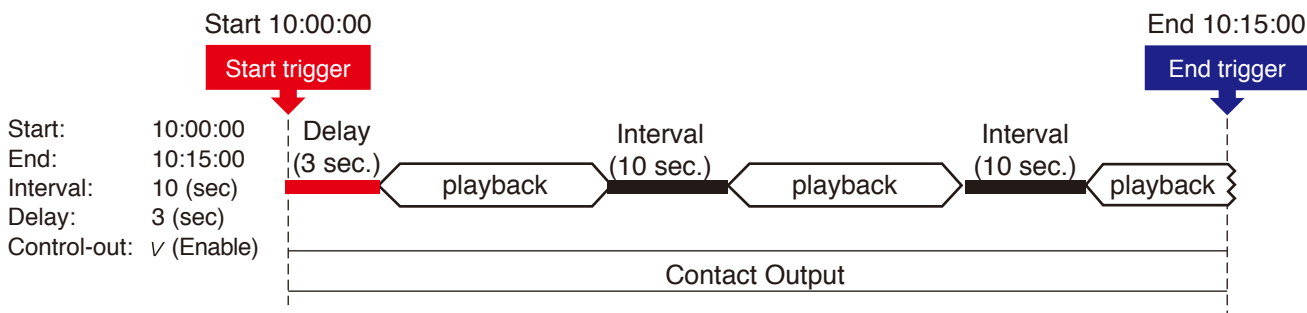 Start 10:00:00
End 10:15:00
Start trigger
End trigger
Start: 10:00:00
End: 10:15:00
Interval: 10 (sec)
Delay: 3 (sec)
Control-out: ∨ (Enable)
Delay
(3 sec.)
playback
Interval
(10 sec.)
playback
Interval
(10 sec.)
playback
Contact Output